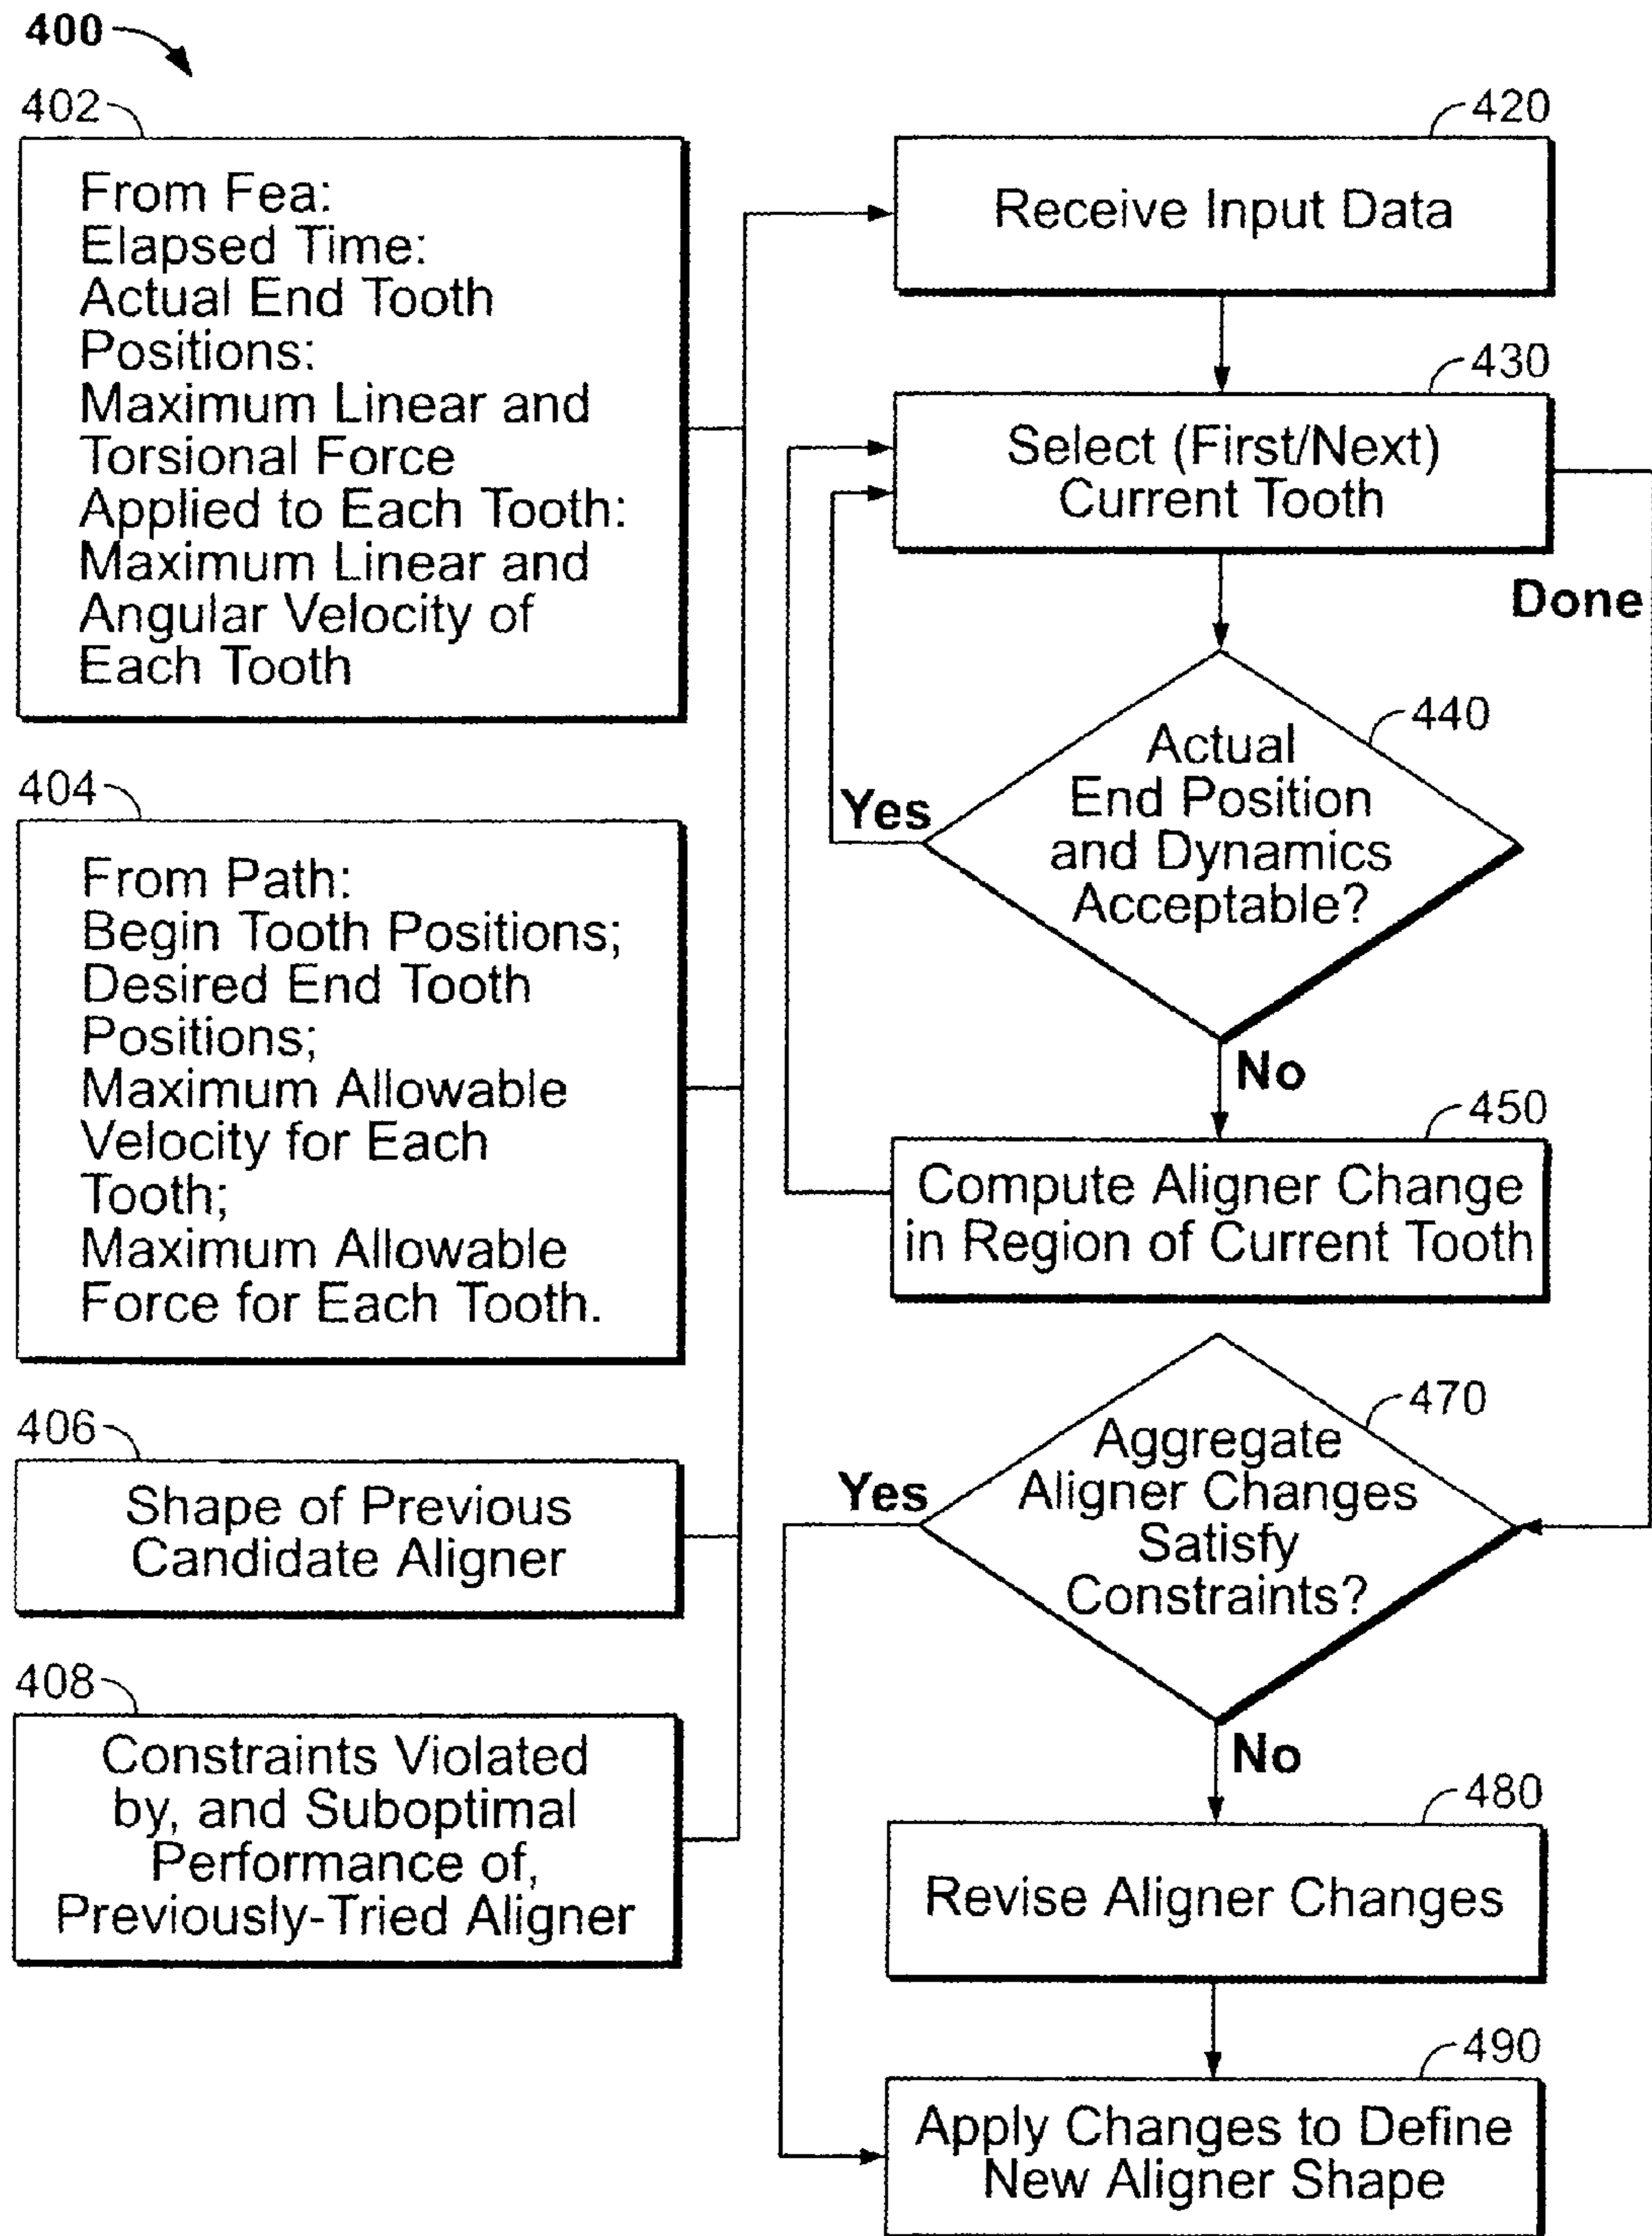 400
402
From Fea:
Elapsed Time:
Actual End Tooth
Positions:
Maximum Linear and
Torsional Force
Applied to Each Tooth:
Maximum Linear and
Angular Velocity of
Each Tooth
404
From Path:
Begin Tooth Positions;
Desired End Tooth
Positions;
Maximum Allowable
Velocity for Each
Tooth;
Maximum Allowable
Force for Each Tooth.
406
Shape of Previous
Candidate Aligner
408
Constraints Violated
by, and Suboptimal
Performance of,
Previously-Tried Aligner
420
Receive Input Data
430
Select (First/Next)
Current Tooth
Done
440
Actual
End Position
and Dynamics
Acceptable?
Yes
No
450
Compute Aligner Change
in Region of Current Tooth
470
Aggregate
Aligner Changes
Satisfy
Constraints?
Yes
No
480
Revise Aligner Changes
490
Apply Changes to Define
New Aligner Shape